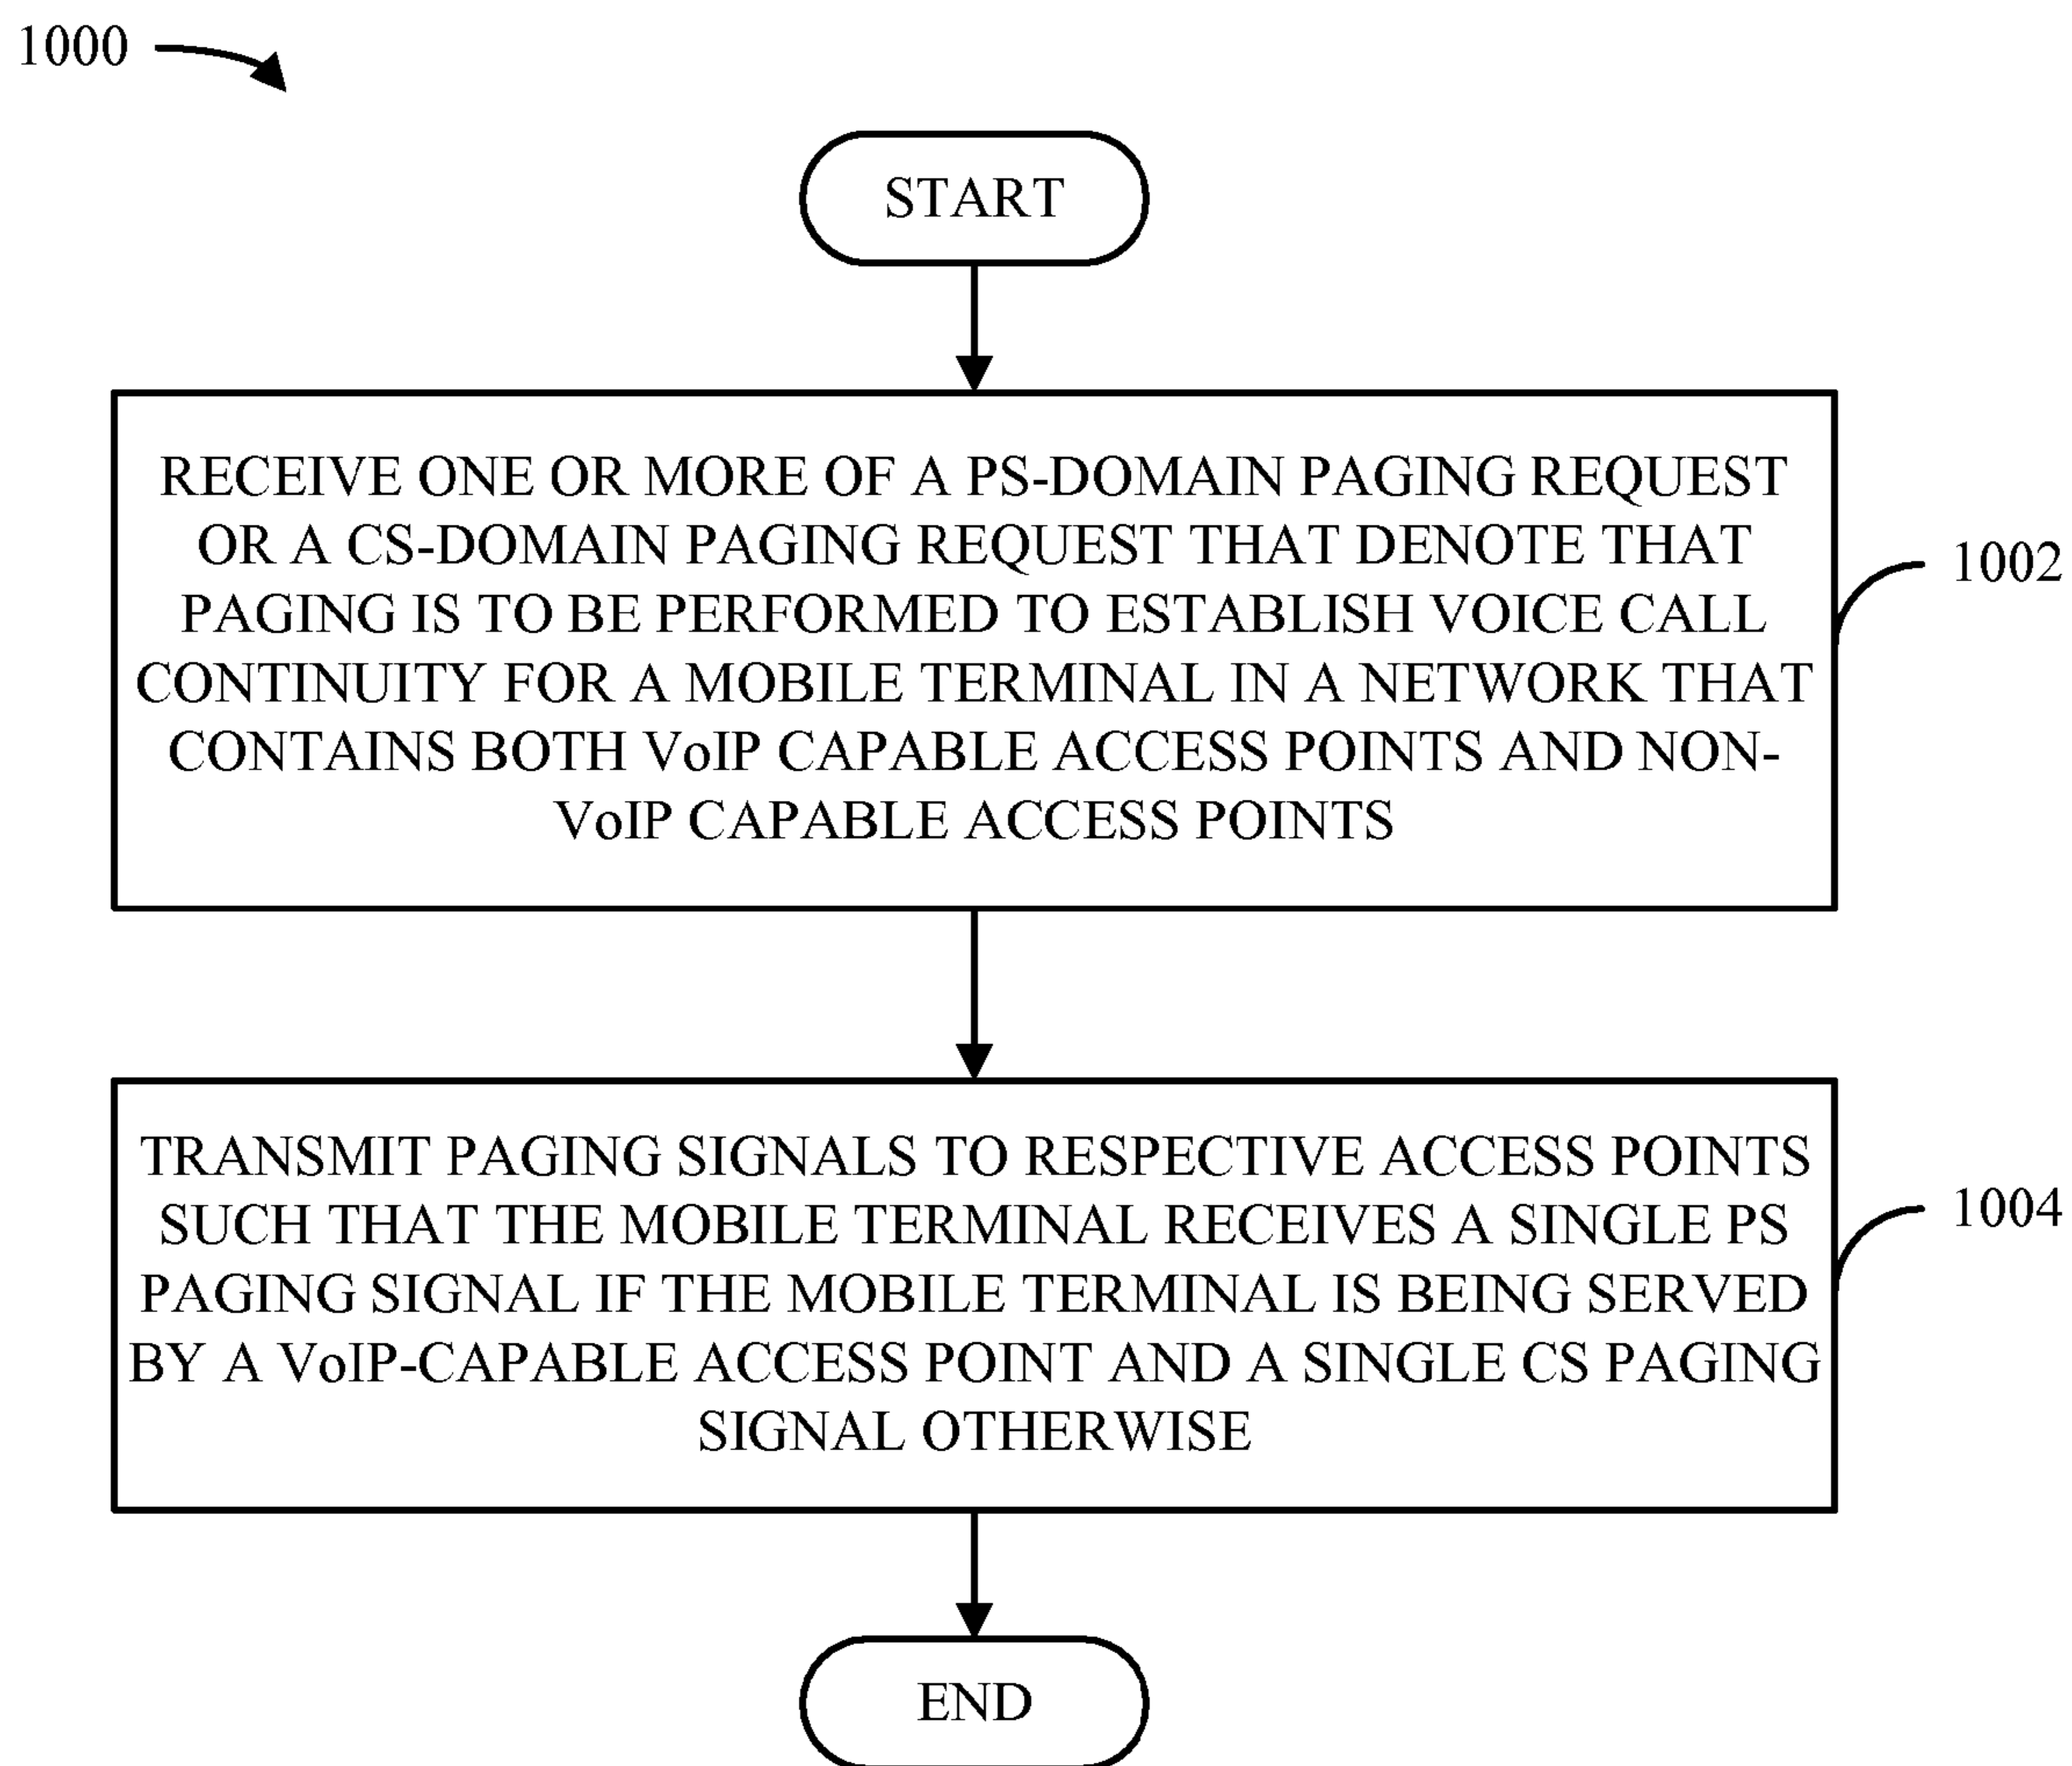 1000
START
RECEIVE ONE OR MORE OF A PS-DOMAIN PAGING REQUEST
OR A CS-DOMAIN PAGING REQUEST THAT DENOTE THAT
PAGING IS TO BE PERFORMED TO ESTABLISH VOICE CALL
CONTINUITY FOR A MOBILE TERMINAL IN A NETWORK THAT
CONTAINS BOTH VoIP CAPABLE ACCESS POINTS AND NON-
VoIP CAPABLE ACCESS POINTS
1002
TRANSMIT PAGING SIGNALS TO RESPECTIVE ACCESS POINTS
SUCH THAT THE MOBILE TERMINAL RECEIVES A SINGLE PS
PAGING SIGNAL IF THE MOBILE TERMINAL IS BEING SERVED
BY A VoIP-CAPABLE ACCESS POINT AND A SINGLE CS PAGING
SIGNAL OTHERWISE
1004
END